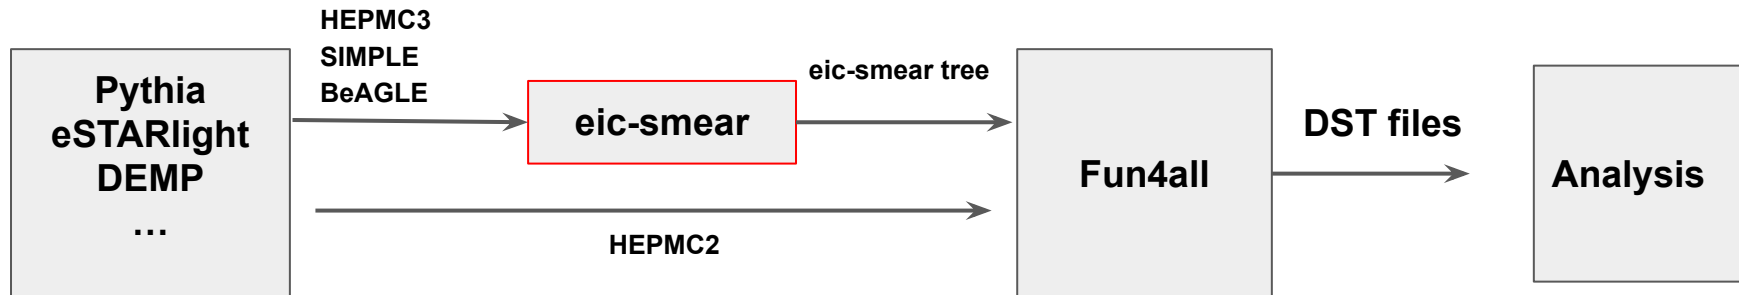 Pythia
eSTARlight
DEMP
...
HEPMC3
SIMPLE
BeAGLE
eic-smear
eic-smear tree
HEPMC2
Fun4all
DST files
Analysis